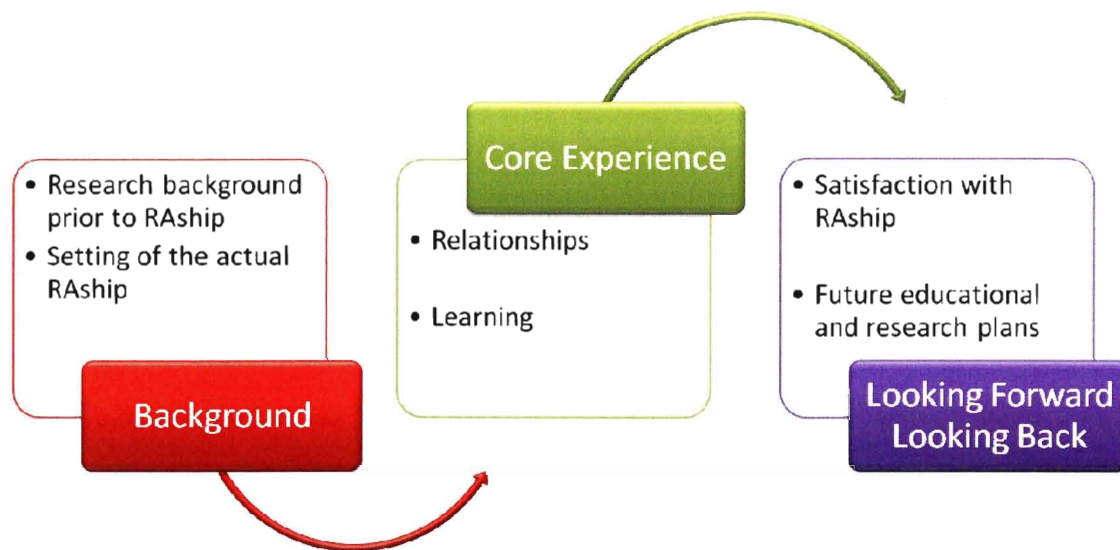 • Research background
prior to RAship
• Setting of the actual
RAship
Background
Core Experience
• Relationships
• Learning
• Satisfaction with
RAship
• Future educational
and research plans
Looking Forward
Looking Back